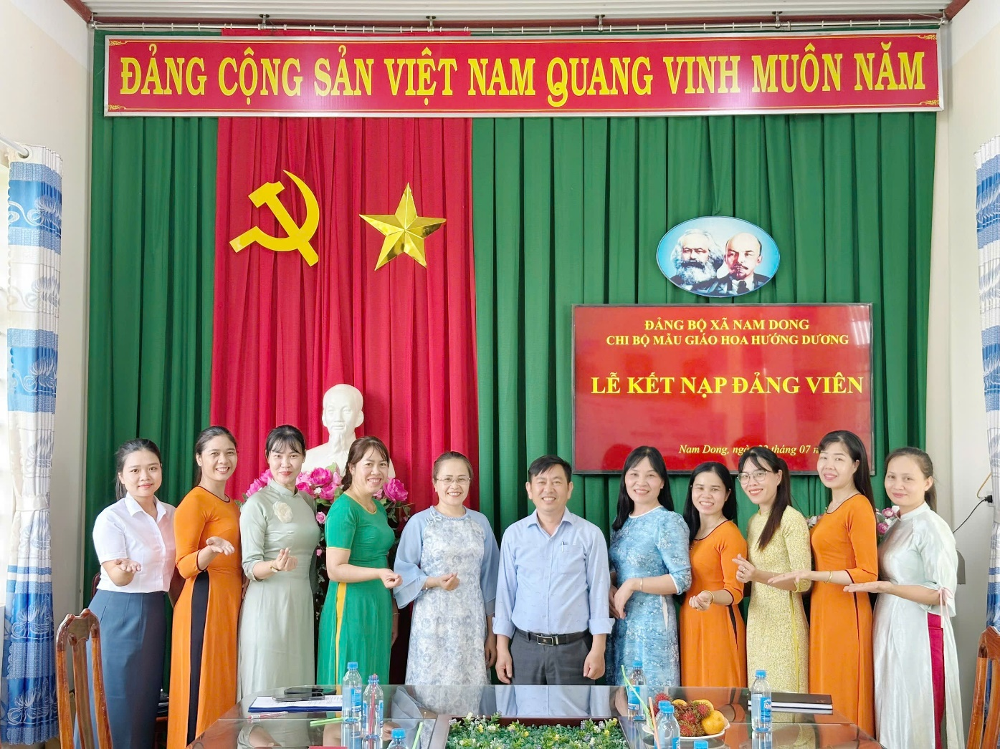 ĐẢNG CỘNG SẢN VIỆT NAM QUANG VINH MUÔN NĂM
ĐẢNG BỘ XÃ NAM DONG
CHI BỘ MẪU GIÁO HOA HƯỚNG DƯƠNG
LỄ KẾT NẠP ĐẢNG VIÊN
Nam Dong, tháng 07